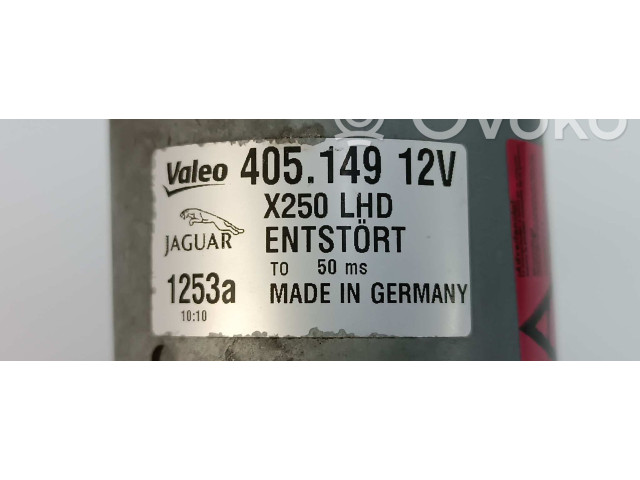 OVOKO
Valeo 405.149 12V
X250 LHD
JAGUAR ENTSTÖRT
TO 50 ms
1253a MADE IN GERMANY
10:10